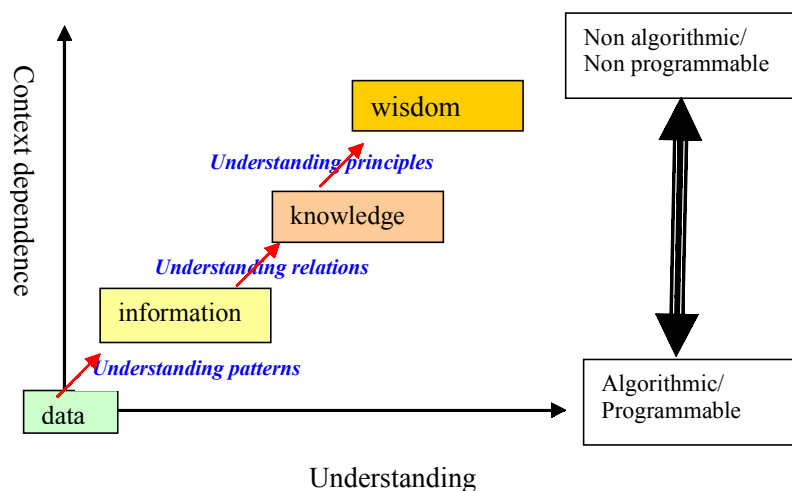 Non algorithmic/
Non programmable
Context dependence
wisdom
Understanding principles
knowledge
Understanding relations
information
Understanding patterns
Algorithmic/
Programmable
data
Understanding